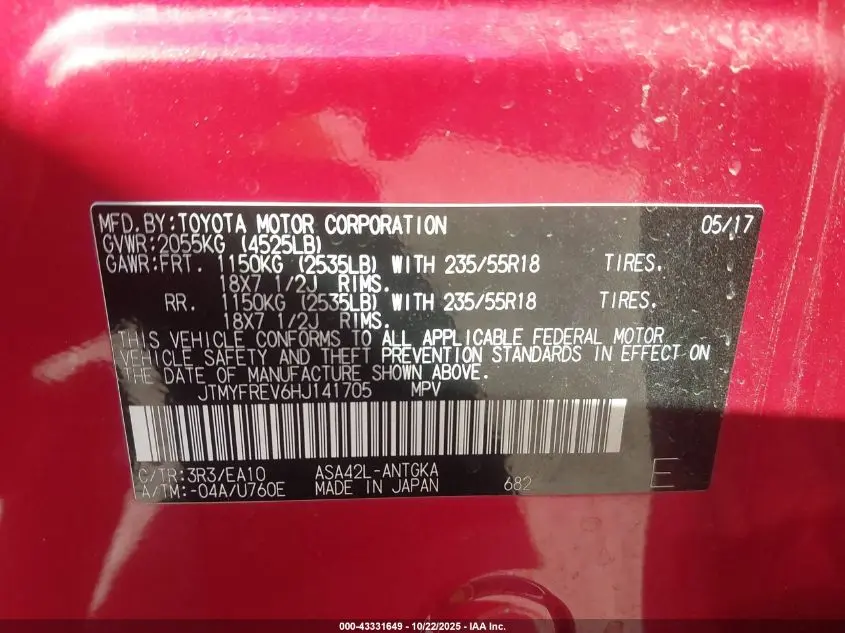 MFD.BY:TOYOTA MOTOR CORPORATION 05/17
GVWR:2055KG (4525LB)
GAWR:FRT. 1150KG (2535LB) WITH 235/55R18 TIRES.
18X7 1/2J RIMS.
RR. 1150KG (2535LB) WITH 235/55R18 TIRES.
18X7 1/2J RIMS.
THIS VEHICLE CONFORMS TO ALL APPLICABLE FEDERAL MOTOR
VEHICLE SAFETY AND THEFT PREVENTION STANDARDS IN EFFECT ON
THE DATE OF MANUFACTURE SHOWN ABOVE.
JTMYFREV6HJ141705 MPV
C/TR:3R3/EA10 ASA42L-ANTGKA
A/TM:-04A/U760E MADE IN JAPAN 682 E
000-43331649 - 10/22/2025 - IAA Inc.